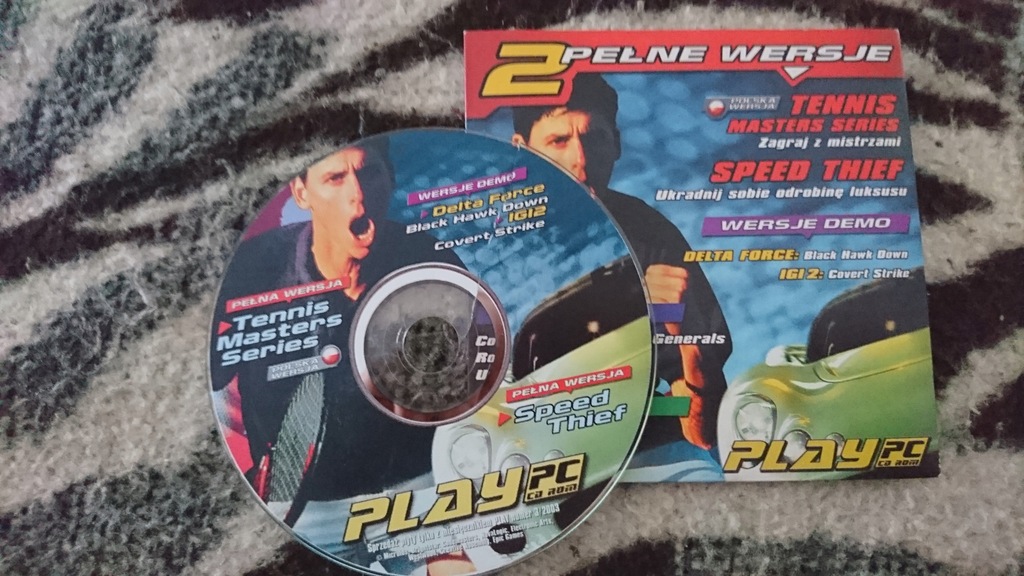 2 PEŁNE WERSJE
POLSKA WERSJA
TENNIS
MASTERS SERIES
Zagraj z mistrzami
SPEED THIEF
Ukradnij sobie odrobinę luksusu
WERSJE DEMO
DELTA FORCE: Black Hawk Down
IGI 2: Covert Strike
Generals
PLAY PC
CD ROM
WERSJE DEMO
Delta Force
Black Hawk Down
IGI2
Covert Strike
PEŁNA WERSJA
Tennis
Masters
Series
POLSKA
WERSJA
Co
Ro
U
PEŁNA WERSJA
Speed
Thief
PLAY PC
CD ROM